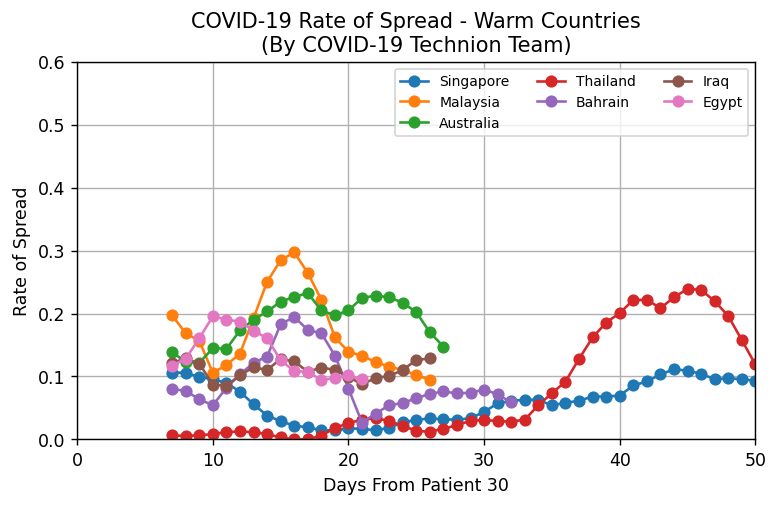 COVID-19 Rate of Spread - Warm Countries
(By COVID-19 Technion Team)
Singapore
Malaysia
Australia
Thailand
Bahrain
Iraq
Egypt
Rate of Spread
0.6
0.5
0.4
0.3
0.2
0.1
0.0
0 10 20 30 40 50
Days From Patient 30